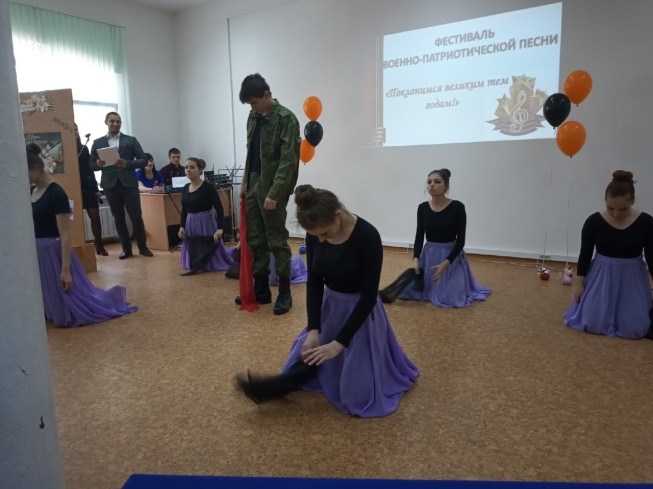 ФЕСТИВАЛЬ
ВОЕННО-ПАТРИОТИЧЕСКОЙ ПЕСНИ
«Поклонимся великим тем
годам!»